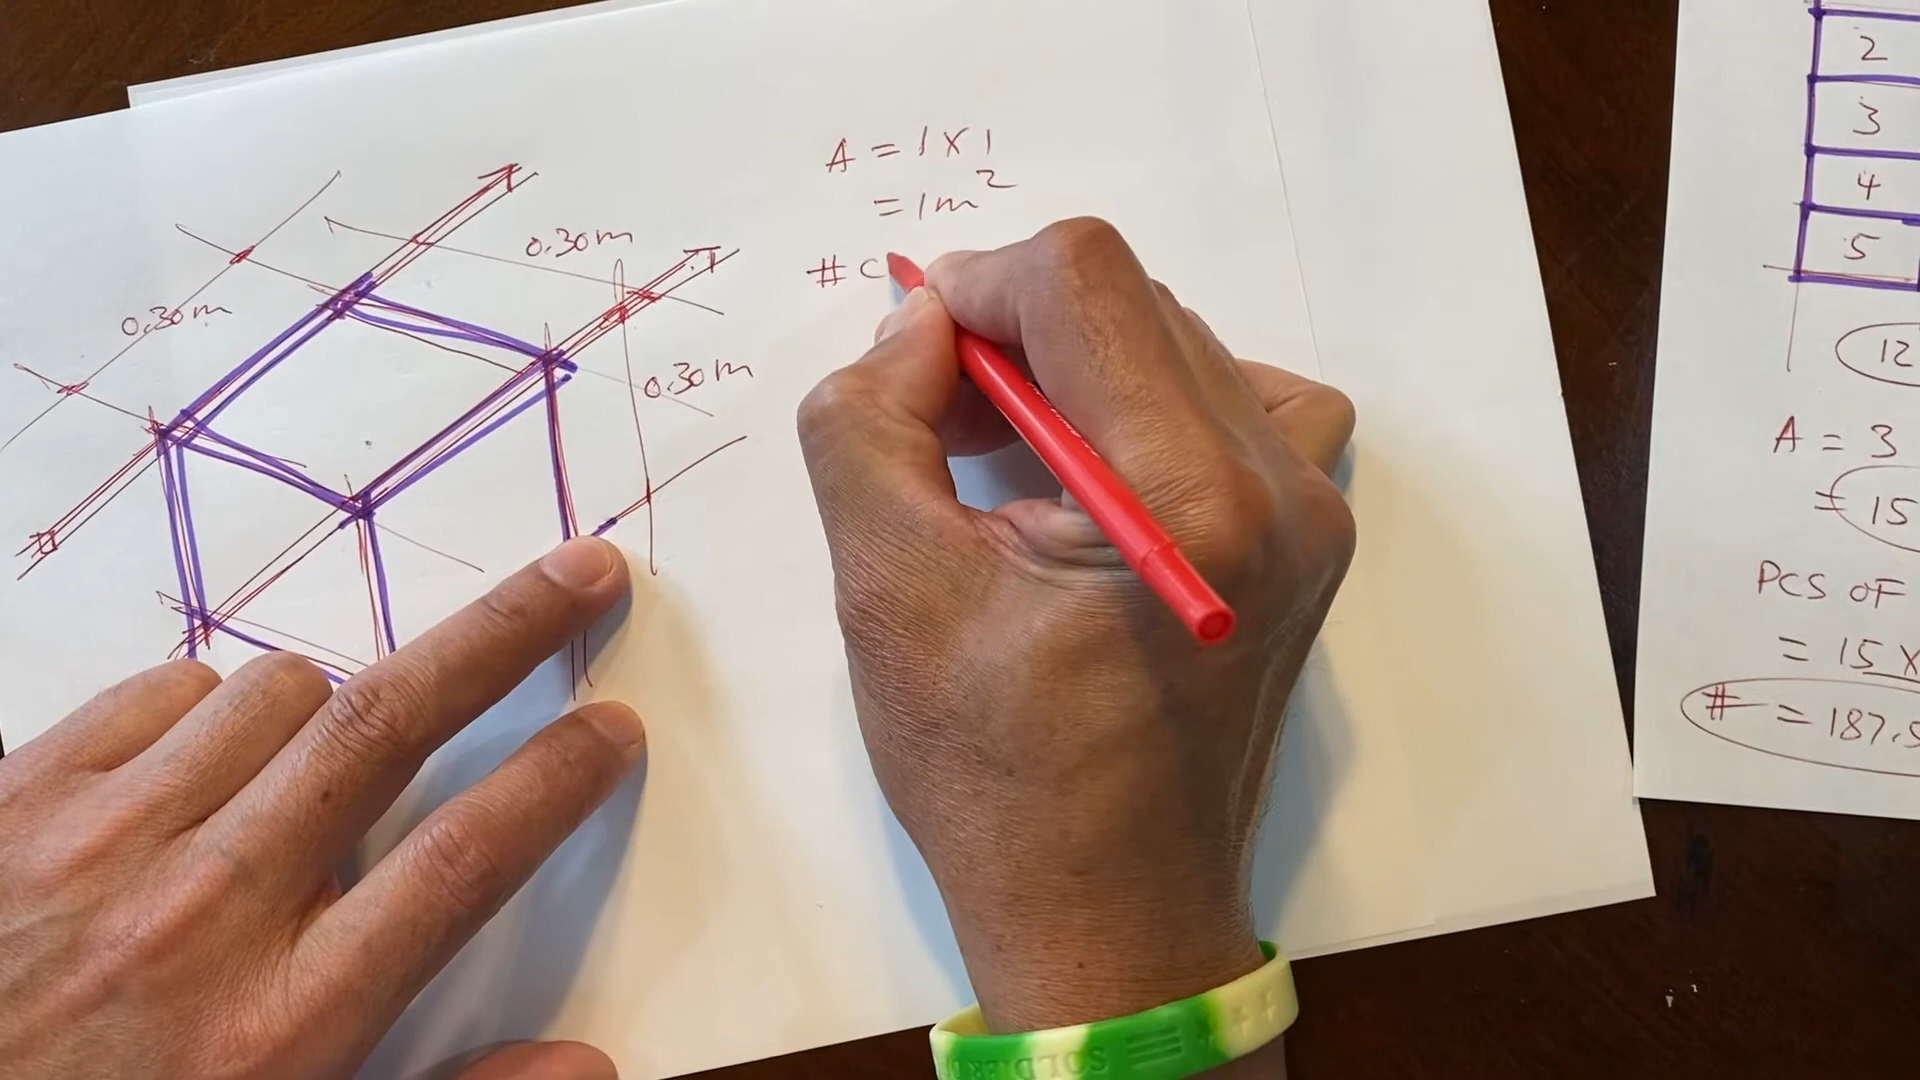 A = 1 X 1
= 1m²
# C
0.30m
0.30m
0.30m
2
3
4
5
12
A = 3
= 15
PCS OF
= 15 X
# = 187.5
SOLDIER